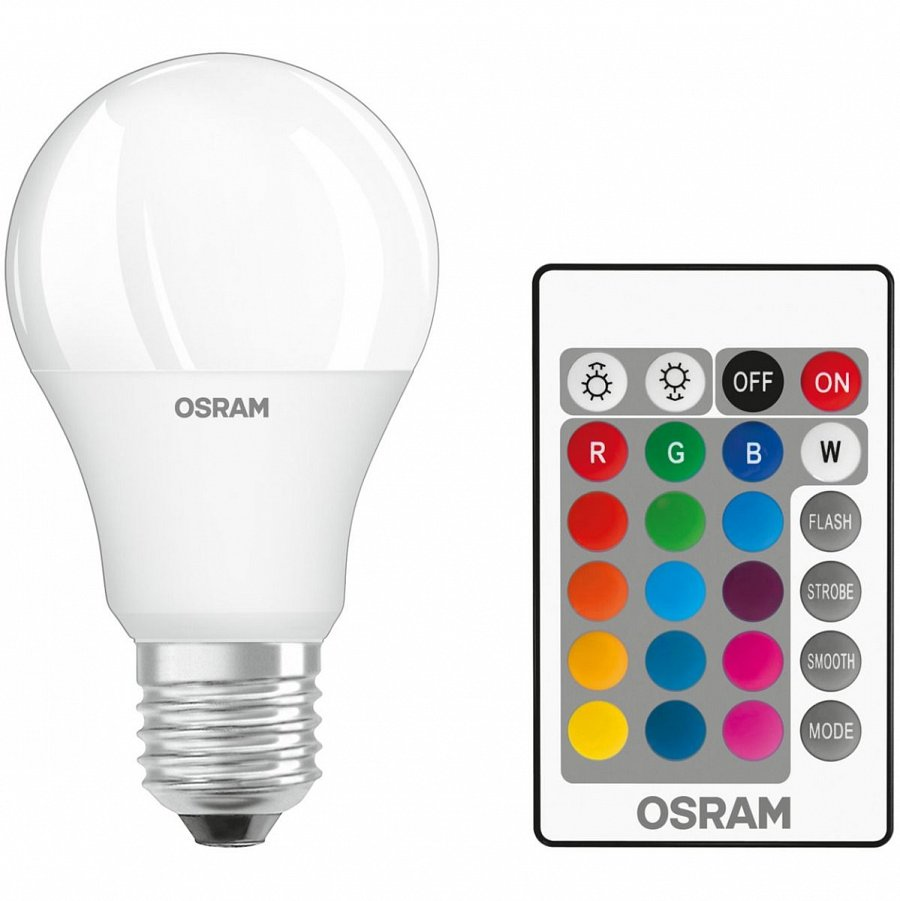 OSRAM
OFF ON
R G B W
FLASH
STROBE
SMOOTH
MODE
OSRAM